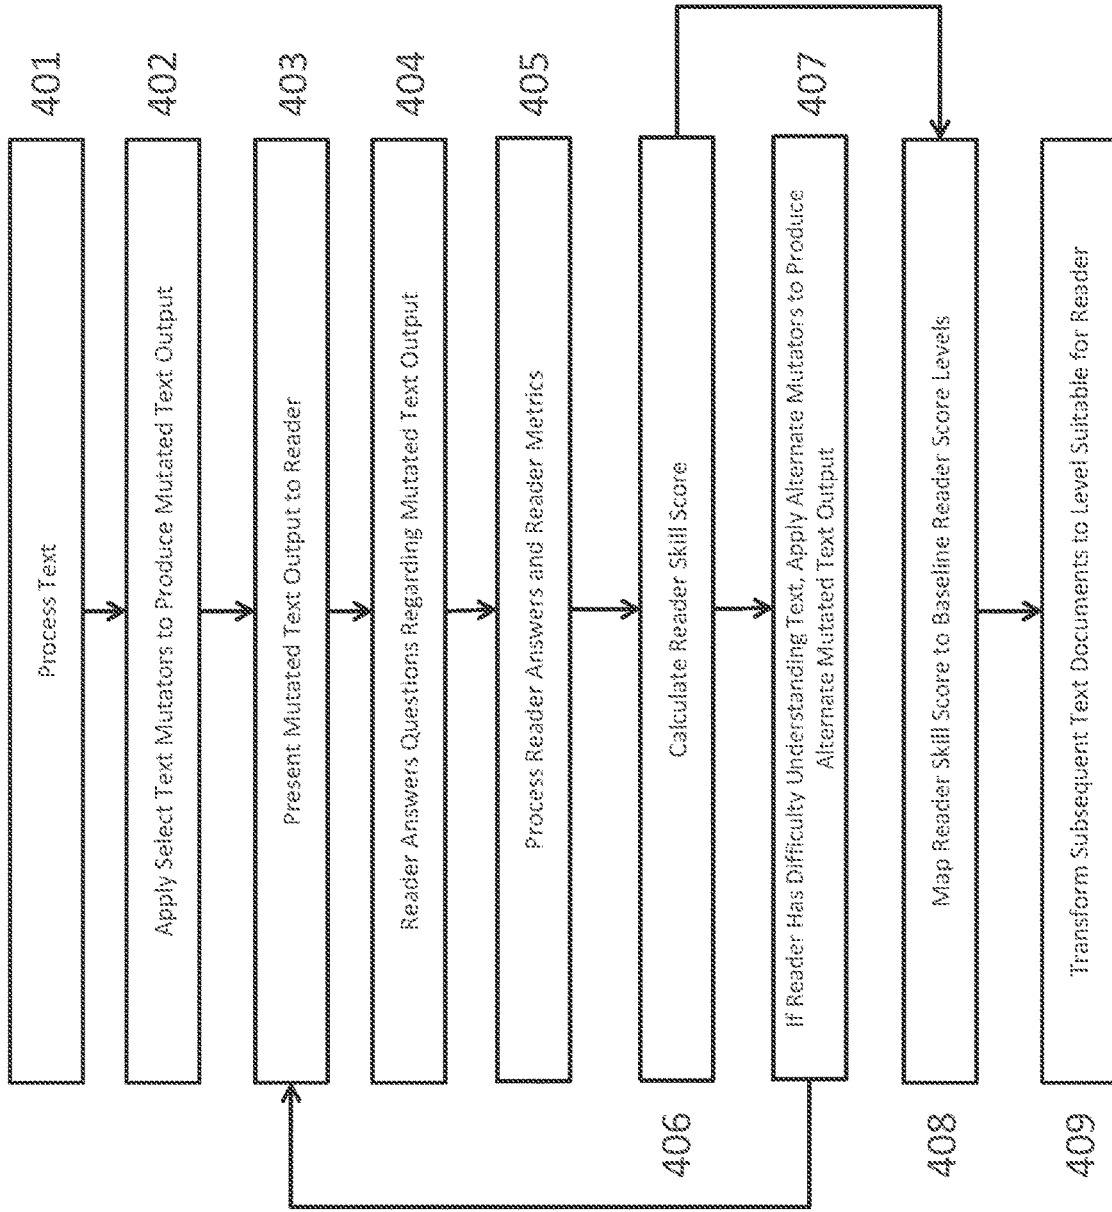 401
Process Text
402
Apply Select Text Mutators to Produce Mutated Text Output
403
Present Mutated Text Output to Reader
404
Reader Answers Questions Regarding Mutated Text Output
405
Process Reader Answers and Reader Metrics
406
Calculate Reader Skill Score
407
If Reader Has Difficulty Understanding Text, Apply Alternate Mutators to Produce
Alternate Mutated Text Output
408
Map Reader Skill Score to Baseline Reader Score Levels
409
Transform Subsequent Text Documents to Level Suitable for Reader